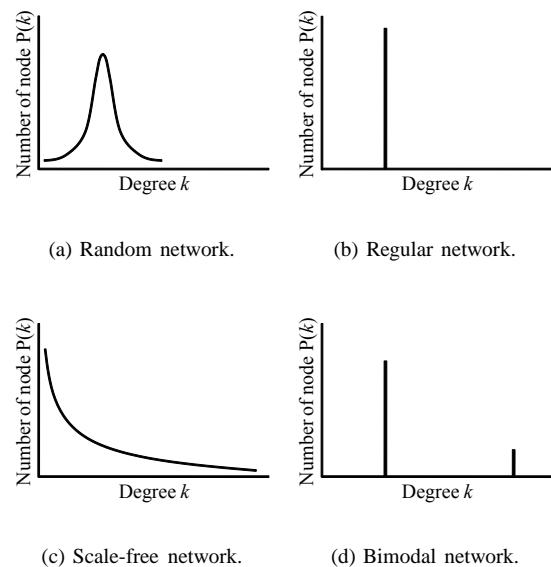 Number of node P(k)
Degree k
(a) Random network.
Number of node P(k)
Degree k
(b) Regular network.
Number of node P(k)
Degree k
(c) Scale-free network.
Number of node P(k)
Degree k
(d) Bimodal network.